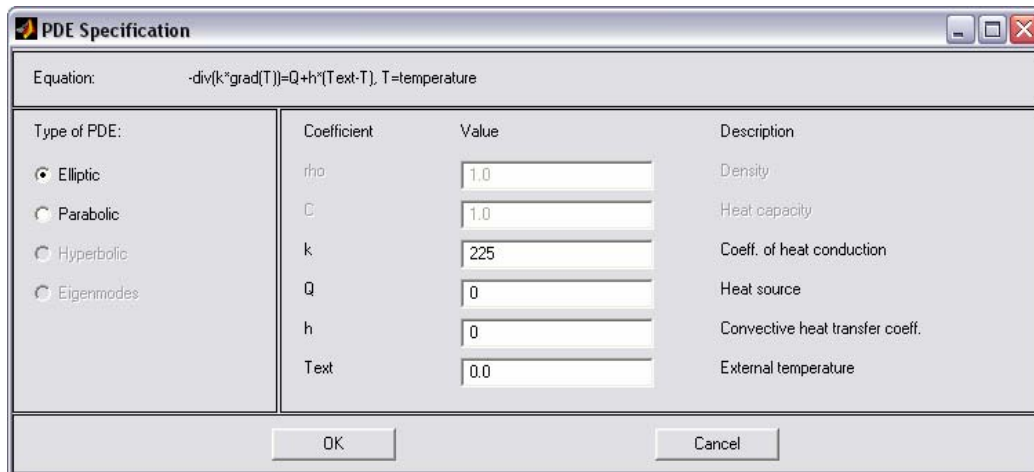 PDE Specification
Equation: -div(k*grad(T))=Q+h*(Text-T), T=temperature
Type of PDE:
Elliptic
Parabolic
Hyperbolic
Eigenmodes
Coefficient Value Description
rho 1.0 Density
C 1.0 Heat capacity
k 225 Coeff. of heat conduction
Q 0 Heat source
h 0 Convective heat transfer coeff.
Text 0.0 External temperature
OK Cancel